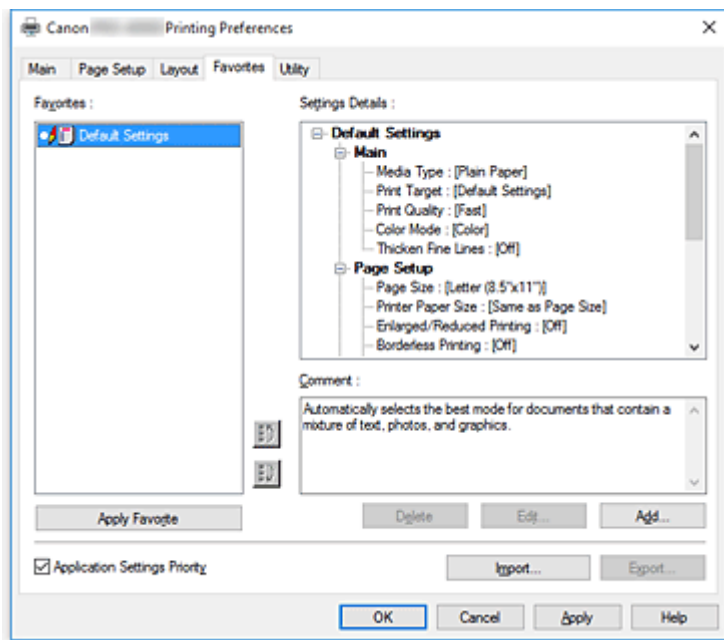 Canon Printing Preferences
Main Page Setup Layout Favorites Utility
Favorites :
Default Settings
Apply Favorite
Settings Details :
Default Settings
Main
Media Type : [Plain Paper]
Print Target : [Default Settings]
Print Quality : [Fast]
Color Mode : [Color]
Thicken Fine Lines : [Off]
Page Setup
Page Size : [Letter (8.5"x11")]
Printer Paper Size : [Same as Page Size]
Enlarged/Reduced Printing : [Off]
Borderless Printing : [Off]
Comment :
Automatically selects the best mode for documents that contain a
mixture of text, photos, and graphics.
Delete Edit... Add...
Application Settings Priority
Import... Export...
OK Cancel Apply Help